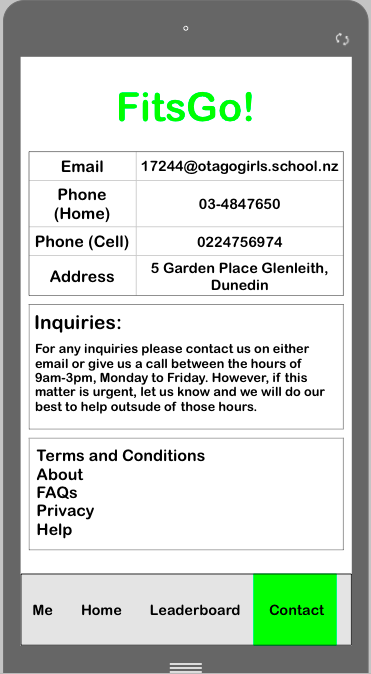 FitsGo!
Email 17244@otagogirls.school.nz
Phone
(Home) 03-4847650
Phone (Cell) 0224756974
Address 5 Garden Place Glenleith,
Dunedin
Inquiries:
For any inquiries please contact us on either
email or give us a call between the hours of
9am-3pm, Monday to Friday. However, if this
matter is urgent, let us know and we will do our
best to help outsude of those hours.
Terms and Conditions
About
FAQs
Privacy
Help
Me Home Leaderboard Contact